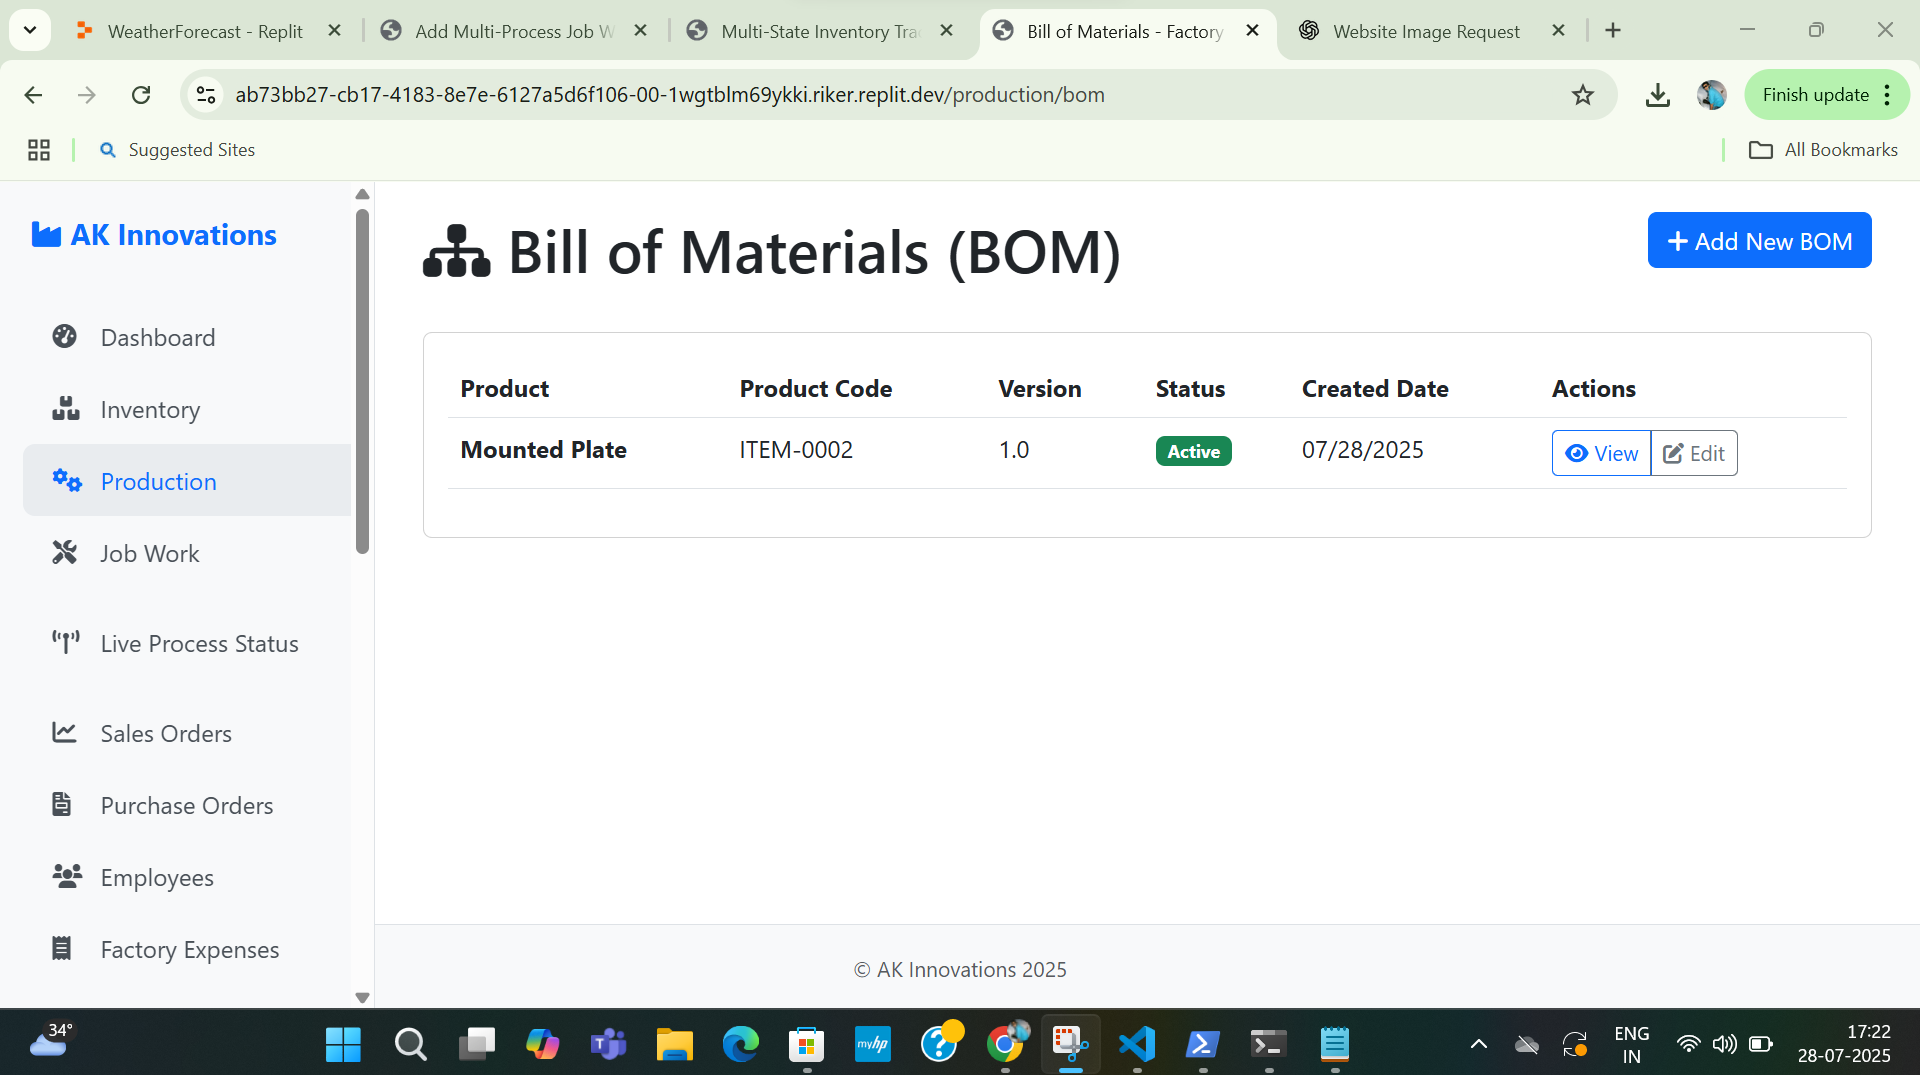 WeatherForecast - Replit
Add Multi-Process Job W
Multi-State Inventory Tra
Bill of Materials - Factory
Website Image Request
ab73bb27-cb17-4183-8e7e-6127a5d6f106-00-1wgtblm69ykki.riker.replit.dev/production/bom
Finish update
Suggested Sites
All Bookmarks
AK Innovations
Dashboard
Inventory
Production
Job Work
Live Process Status
Sales Orders
Purchase Orders
Employees
Factory Expenses
Bill of Materials (BOM)
+ Add New BOM
Product Product Code Version Status Created Date Actions
Mounted Plate ITEM-0002 1.0 Active 07/28/2025 View Edit
© AK Innovations 2025
34°
myhp
ENG
IN
17:22
28-07-2025